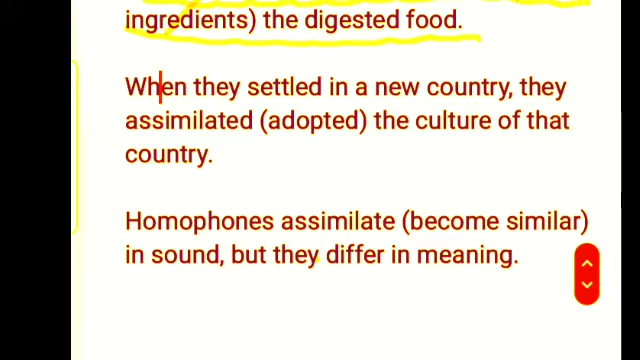 ingredients) the digested food.
When they settled in a new country, they
assimilated (adopted) the culture of that
country.
Homophones assimilate (become similar)
in sound, but they differ in meaning.